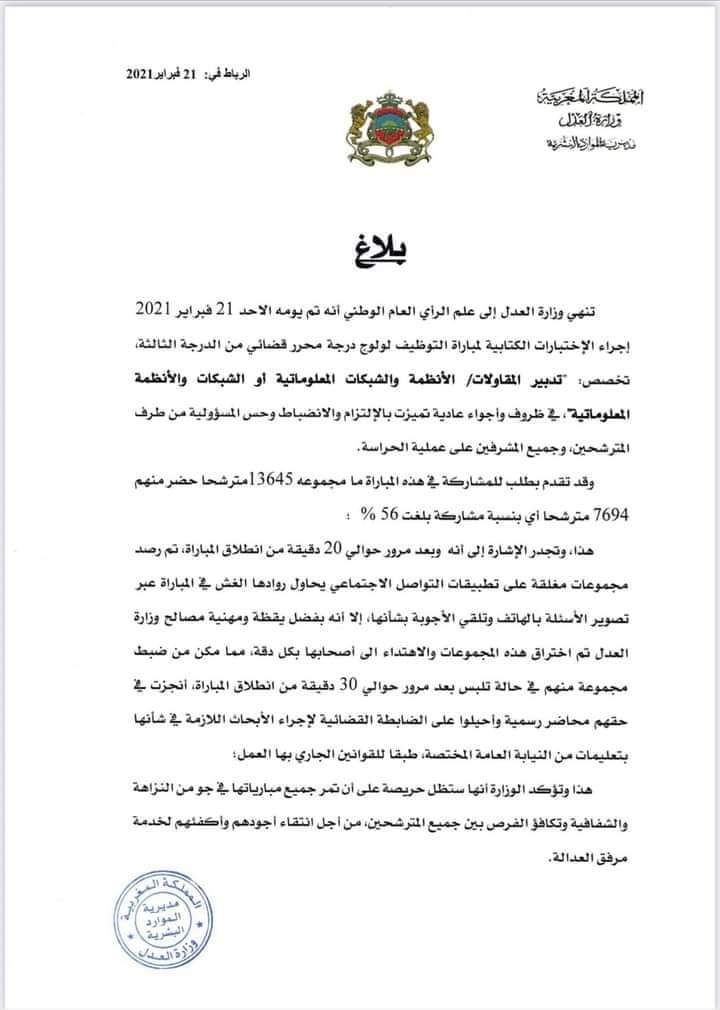 الرباط في: 21 فبراير2021
المملكة المغربية
وزارة العدل
مديرية الموارد البشرية
بلاغ
تنهي وزارة العدل إلى علم الرأي العام الوطني أنه تم يومه الاحد 21 فبراير 2021
إجراء الإختبارات الكتابية لمباراة التوظيف لولوج درجة محرر قضائي من الدرجة الثالثة،
تخصص: "تدبير المقاولات/ الأنظمة والشبكات المعلوماتية أو الشبكات والأنظمة
المعلوماتية"، في ظروف وأجواء عادية تميزت بالإلتزام والانضباط وحس المسؤولية من طرف
المترشحين، وجميع المشرفين على عملية الحراسة.
وقد تقدم بطلب للمشاركة في هذه المباراة ما مجموعه 13645مترشحا حضر منهم
7694 مترشحا أي بنسبة مشاركة بلغت 56 % ؛
هذا، وتجدر الإشارة إلى أنه وبعد مرور حوالي 20 دقيقة من انطلاق المباراة، تم رصد
مجموعات مغلقة على تطبيقات التواصل الاجتماعي يحاول روادها الغش في المباراة عبر
تصوير الأسئلة بالهاتف وتلقي الأجوبة بشأنها، إلا أنه بفضل يقظة ومهنية مصالح وزارة
العدل تم اختراق هذه المجموعات والاهتداء الى أصحابها بكل دقة، مما مكن من ضبط
مجموعة منهم في حالة تلبس بعد مرور حوالي 30 دقيقة من انطلاق المباراة، أنجزت في
حقهم محاضر رسمية وأحيلوا على الضابطة القضائية لإجراء الأبحاث اللازمة في شأنها
بتعليمات من النيابة العامة المختصة، طبقا للقوانين الجاري بها العمل؛
هذا وتؤكد الوزارة أنها ستظل حريصة على أن تمر جميع مبارياتها في جو من النزاهة
والشفافية وتكافؤ الفرص بين جميع المترشحين، من أجل انتقاء أجودهم وأكفئهم لخدمة
مرفق العدالة.
المملكة المغربية
مديرية
الموارد
البشرية
وزارة العدل